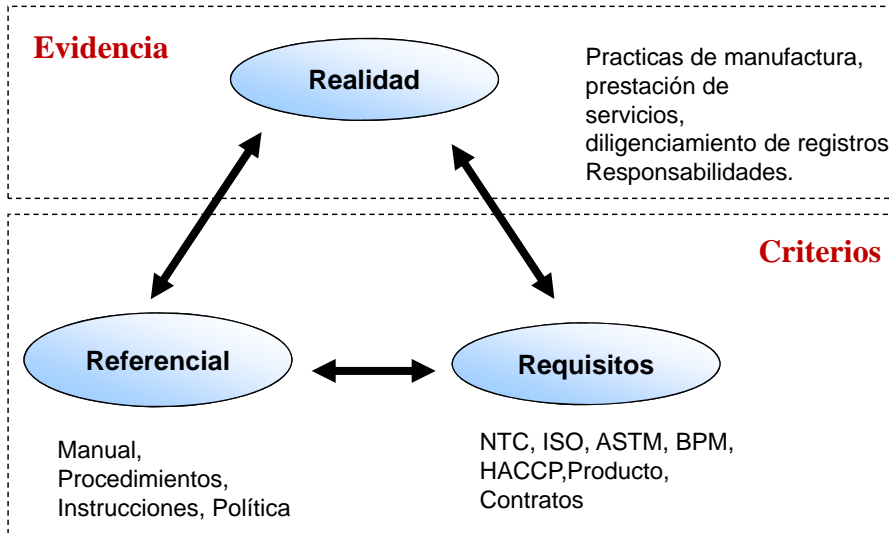 Evidencia
Realidad
Practicas de manufactura,
prestación de
servicios,
diligenciamiento de registros
Responsabilidades.
Criterios
Referencial
Requisitos
Manual,
Procedimientos,
Instrucciones, Política
NTC, ISO, ASTM, BPM,
HACCP,Producto,
Contratos